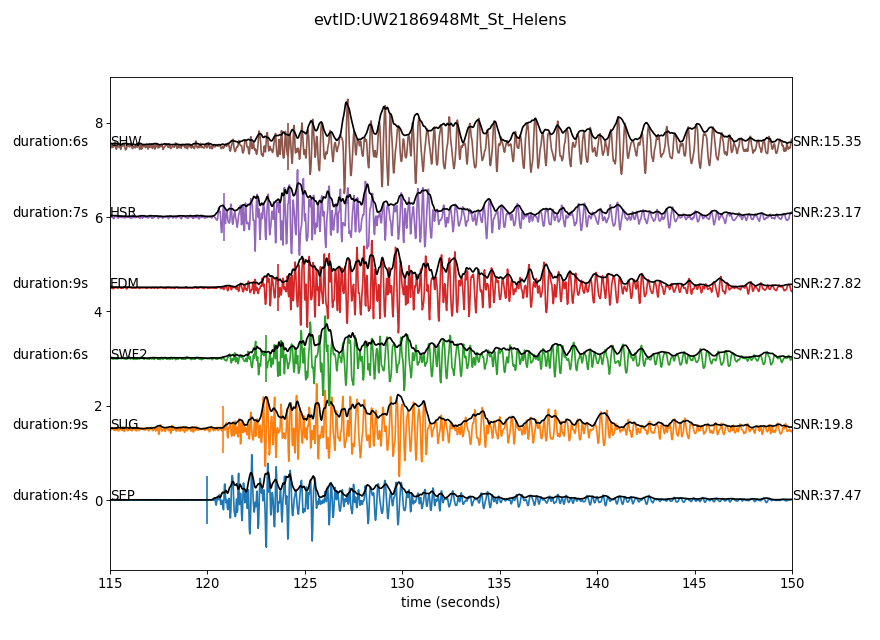 evtID:UW2186948Mt_St_Helens
8
duration:6s SHW SNR:15.35
duration:7s HSR SNR:23.17
6
duration:9s EDM SNR:27.82
4
duration:6s SWF2 SNR:21.8
2
duration:9s SUG SNR:19.8
duration:4s SEP SNR:37.47
0
115 120 125 130 135 140 145 150
time (seconds)